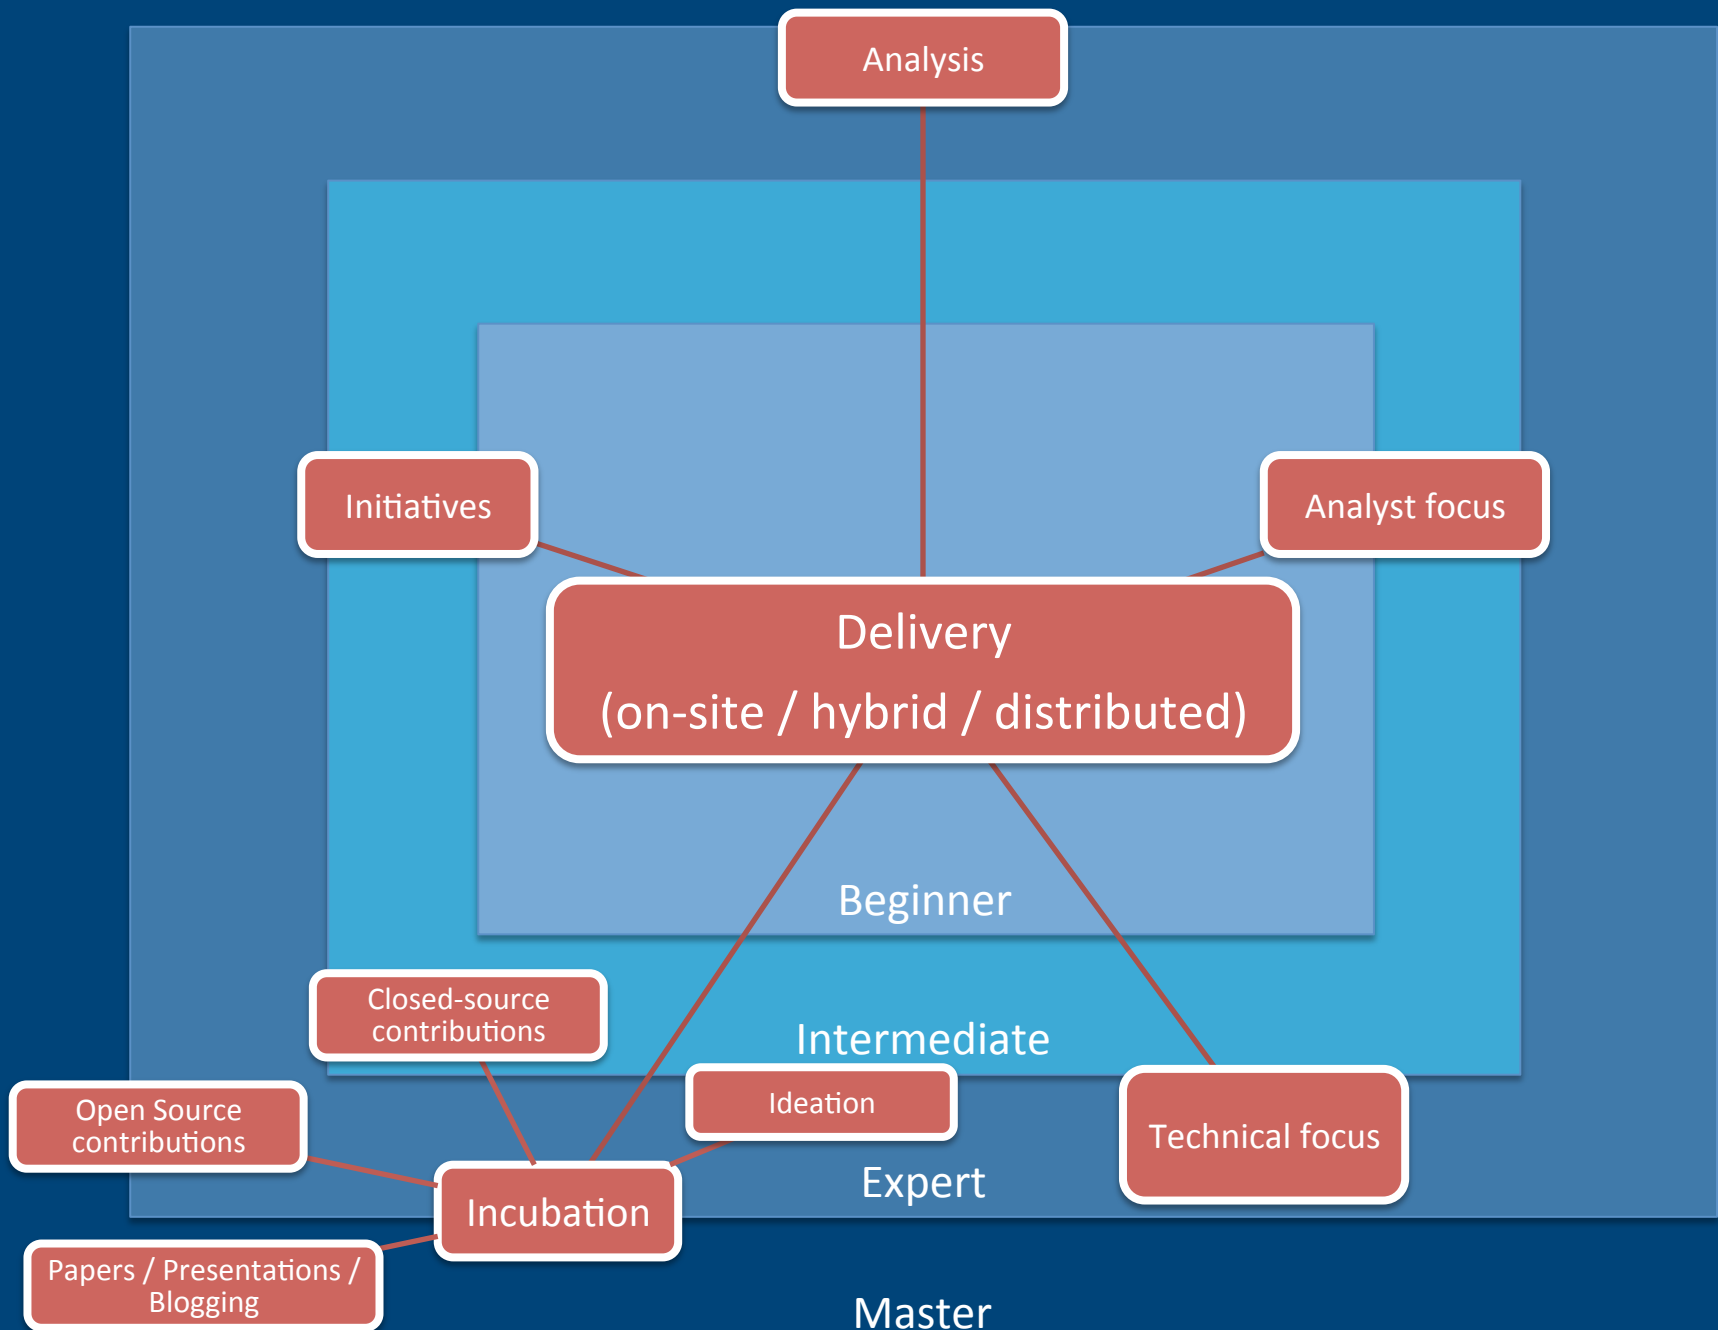 Analysis
Initiatives
Analyst focus
Delivery
(on-site / hybrid / distributed)
Beginner
Closed-source
contributions
Intermediate
Ideation
Open Source
contributions
Technical focus
Expert
Incubation
Papers / Presentations /
Blogging
Master